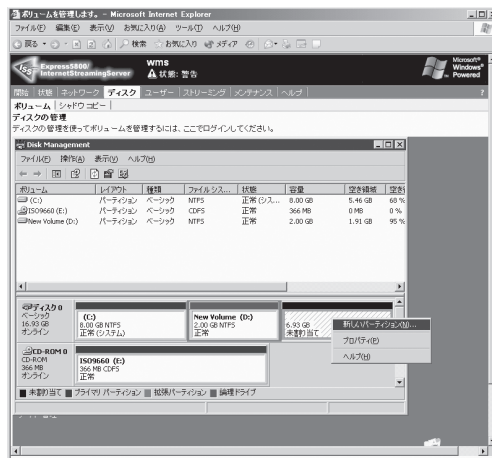 ボリュームを管理します。 - Microsoft Internet Explorer
ファイル(F) 編集(E) 表示(V) お気に入り(A) ツール(T) ヘルプ(H)
戻る 検索 お気に入り メディア
iSS Express5800/ InternetStreamingServer
wms
状態: 警告
Microsoft® Windows® Powered
開始 状態 ネットワーク ディスク ユーザー ストリーミング メンテナンス ヘルプ ?
ボリューム シャドウ コピー
ディスクの管理
ディスクの管理を使ってボリュームを管理するには、ここでログインしてください。
Disk Management
ファイル(F) 操作(A) 表示(V) ヘルプ(H)
ボリューム レイアウト 種類 ファイル シス... 状態 容量 空き領域 空き
(C:) パーティション ベーシック NTFS 正常 (シス... 8.00 GB 5.46 GB 68 %
ISO9660 (E:) パーティション ベーシック CDFS 正常 366 MB 0 MB 0 %
New Volume (D:) パーティション ベーシック NTFS 正常 2.00 GB 1.91 GB 95 %
ディスク 0
ベーシック
16.93 GB
オンライン
(C:)
8.00 GB NTFS
正常 (システム)
New Volume (D:)
2.00 GB NTFS
正常
6.93 GB
未割り当て
新しいパーティション(N)...
プロパティ(P)
ヘルプ(H)
CD-ROM 0
CD-ROM
366 MB
オンライン
ISO9660 (E:)
366 MB CDFS
正常
未割り当て プライマリ パーティション 拡張パーティション 論理ドライブ